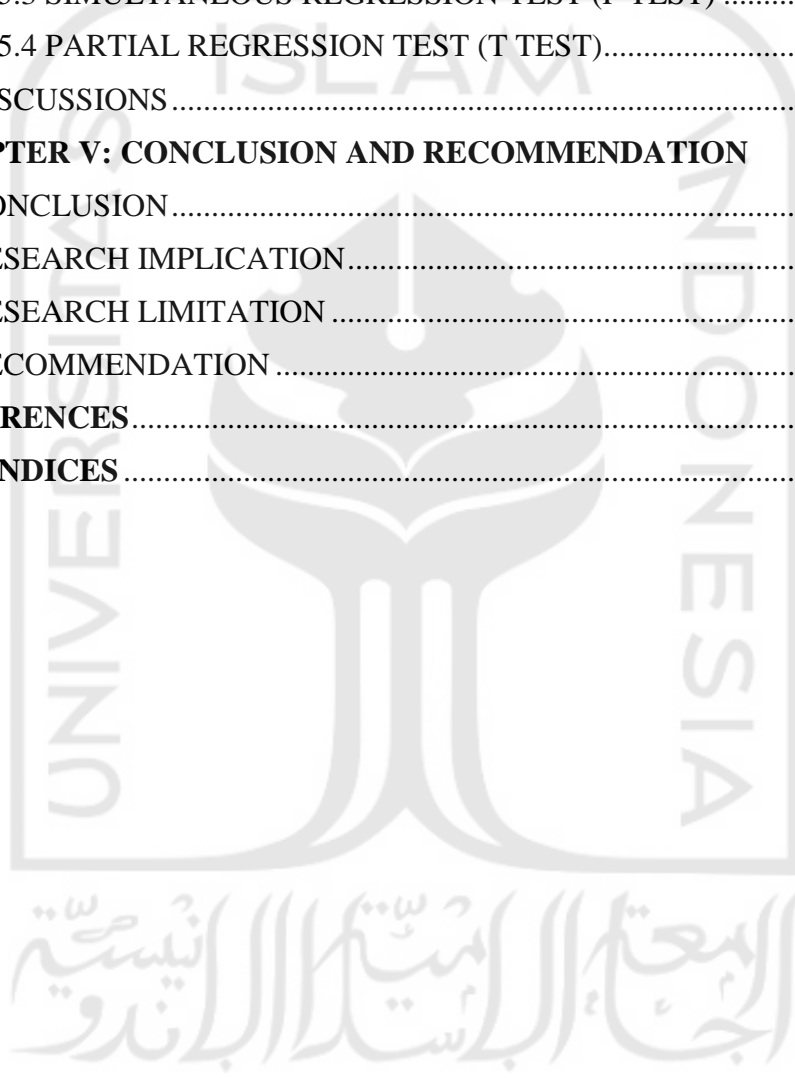 5.3 SIMULTANEOUS REGRESSION TEST (F TEST) ..........
5.4 PARTIAL REGRESSION TEST (T TEST)..............................
SCUSSIONS....................................................................................................
PTER V: CONCLUSION AND RECOMMENDATION
ONCLUSION....................................................................................................
ESEARCH IMPLICATION........................................................................
ESEARCH LIMITATION ...........................................................................
ECOMMENDATION ....................................................................................
RENCES..........................................................................................................
NDICES ...........................................................................................................
ISLAM
UNIVERSITAS
INDONESIA